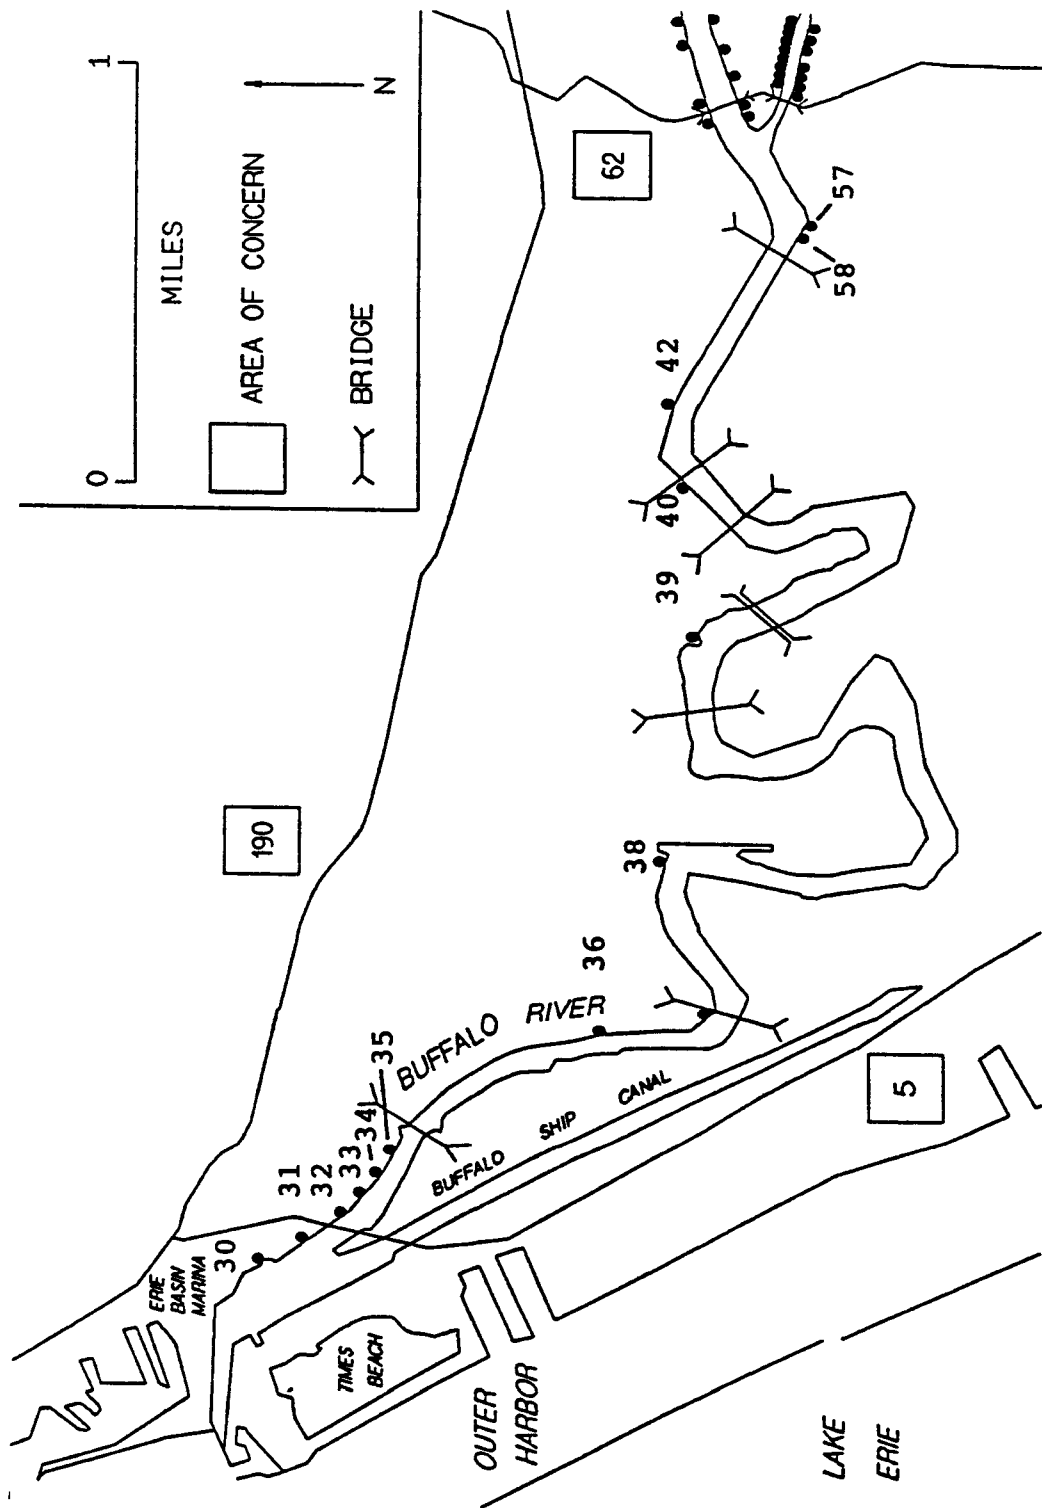 0 1
MILES
AREA OF CONCERN
BRIDGE
N
190
62
5
ERIE
BASIN
MARINA
TIMES
BEACH
OUTER
HARBOR
LAKE
ERIE
BUFFALO RIVER
BUFFALO SHIP CANAL
30
31
32
33
34
35
36
38
39
40
42
58
57